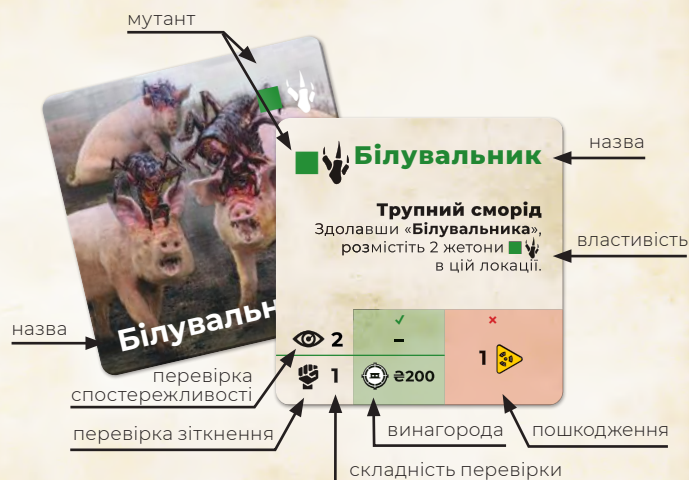 мутант
Білувальн
Білувальник
назва
Трупний сморід
Здолавши «Білувальника»,
розмістіть 2 жетони
в цій локації.
властивість
назва
2
–
1
₴200
1
перевірка
спостережливості
перевірка зіткнення
винагорода
пошкодження
складність перевірки